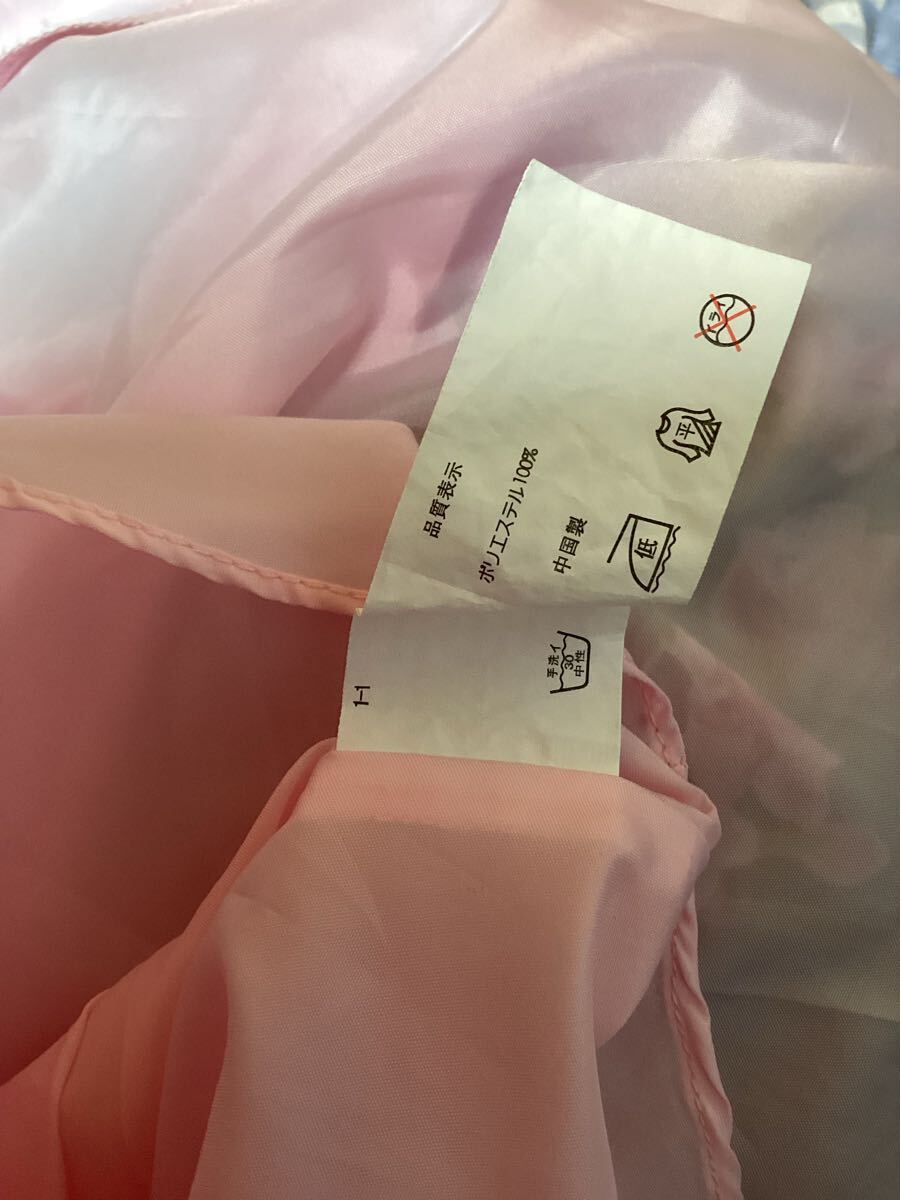 品質表示
ポリエステル100%
中国製
手洗イ
30
中性
低
平
ドライ
1-1